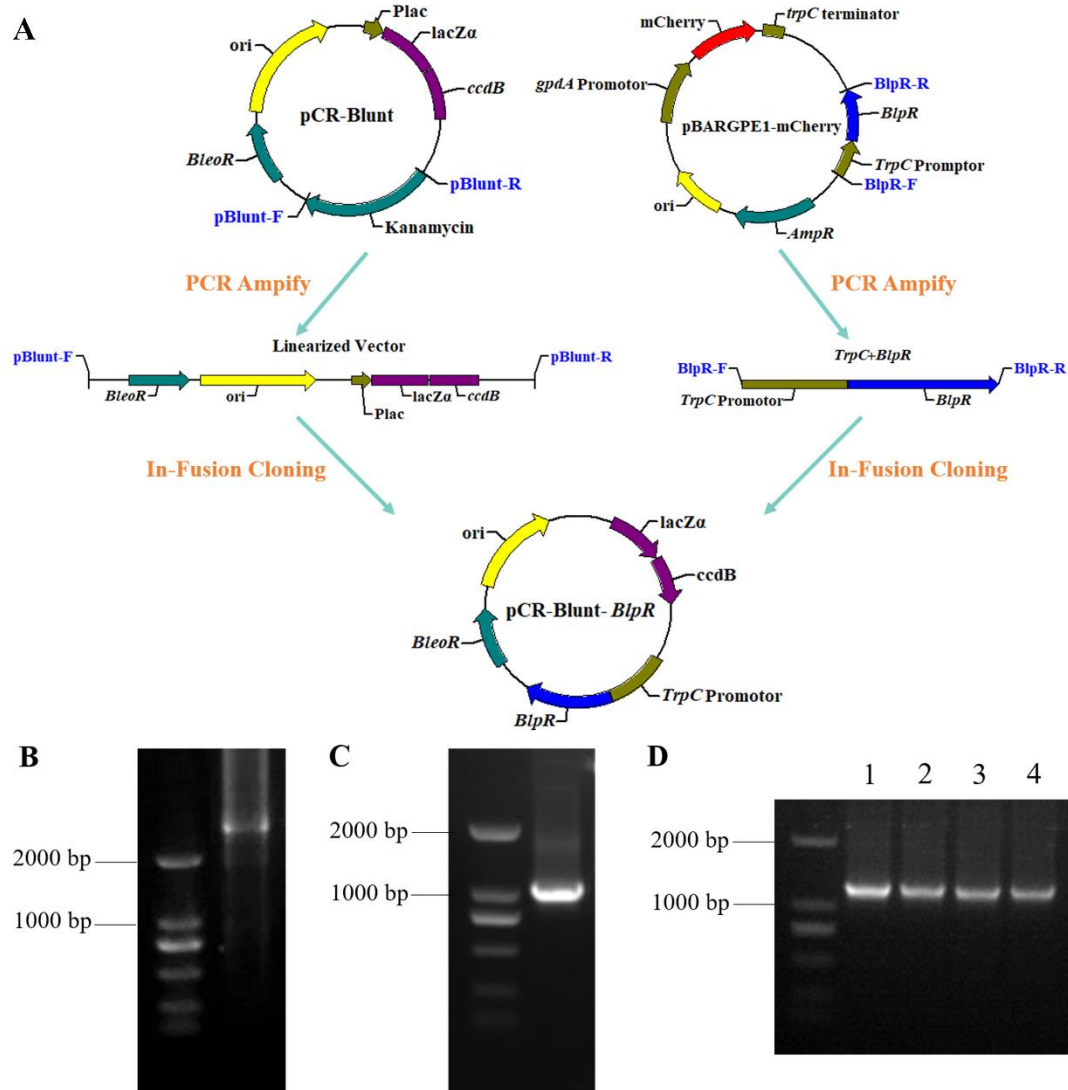 A
Plac
lacZα
ori
ccdB
pCR-Blunt
BleoR
pBlunt-R
pBlunt-F
Kanamycin
mCherry
trpC terminator
gpdA Promotor
BlpR-R
BlpR
pBARGPE1-mCherry
TrpC Promptor
BlpR-F
ori
AmpR
PCR Ampify
PCR Ampify
pBlunt-F
Linearized Vector
pBlunt-R
BleoR
ori
Plac
lacZα
ccdB
TrpC+BlpR
BlpR-F
BlpR-R
TrpC Promotor
BlpR
In-Fusion Cloning
In-Fusion Cloning
lacZα
ori
ccdB
pCR-Blunt- BlpR
BleoR
TrpC Promotor
BlpR
B
2000 bp
1000 bp
C
2000 bp
1000 bp
D
1 2 3 4
2000 bp
1000 bp